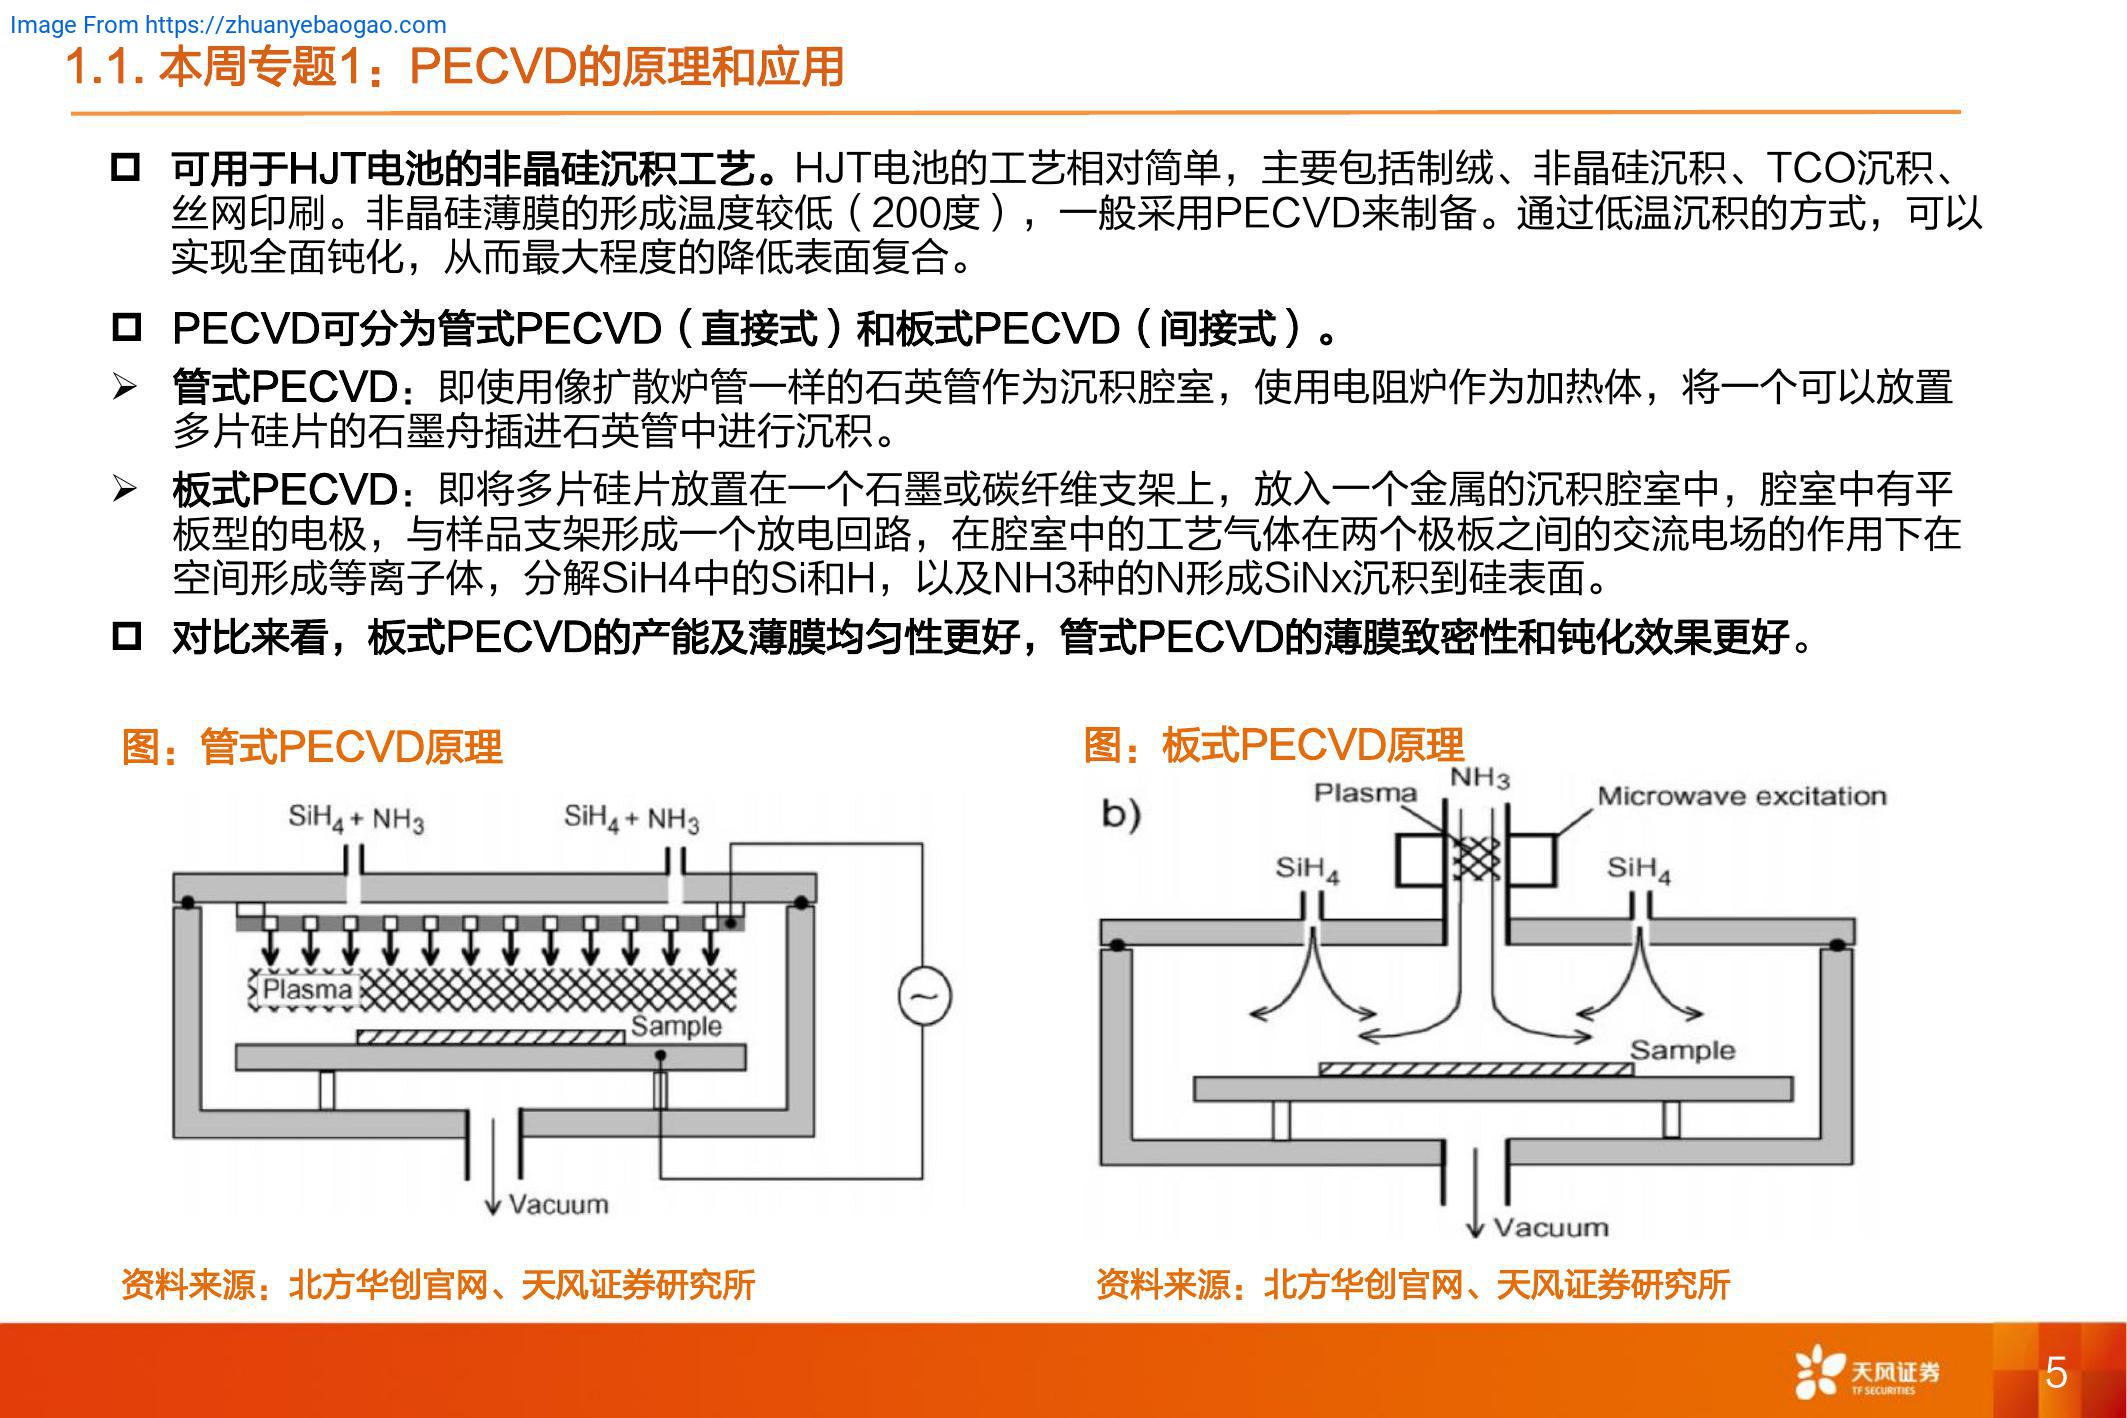 Image From https://zhuanyebaogao.com
1.1. 本周专题1：PECVD的原理和应用
可用于HJT电池的非晶硅沉积工艺。HJT电池的工艺相对简单，主要包括制绒、非晶硅沉积、TCO沉积、
丝网印刷。非晶硅薄膜的形成温度较低（200度），一般采用PECVD来制备。通过低温沉积的方式，可以
实现全面钝化，从而最大程度的降低表面复合。
PECVD可分为管式PECVD（直接式）和板式PECVD（间接式）。
管式PECVD：即使用像扩散炉管一样的石英管作为沉积腔室，使用电阻炉作为加热体，将一个可以放置
多片硅片的石墨舟插进石英管中进行沉积。
板式PECVD：即将多片硅片放置在一个石墨或碳纤维支架上，放入一个金属的沉积腔室中，腔室中有平
板型的电极，与样品支架形成一个放电回路，在腔室中的工艺气体在两个极板之间的交流电场的作用下在
空间形成等离子体，分解SiH4中的Si和H，以及NH3种的N形成SiNx沉积到硅表面。
对比来看，板式PECVD的产能及薄膜均匀性更好，管式PECVD的薄膜致密性和钝化效果更好。
图：管式PECVD原理
SiH4 + NH3 SiH4 + NH3
Plasma
Sample
Vacuum
资料来源：北方华创官网、天风证券研究所
图：板式PECVD原理
b)
Plasma NH3 Microwave excitation
SiH4 SiH4
Sample
Vacuum
资料来源：北方华创官网、天风证券研究所
天风证券
TF SECURITIES
5